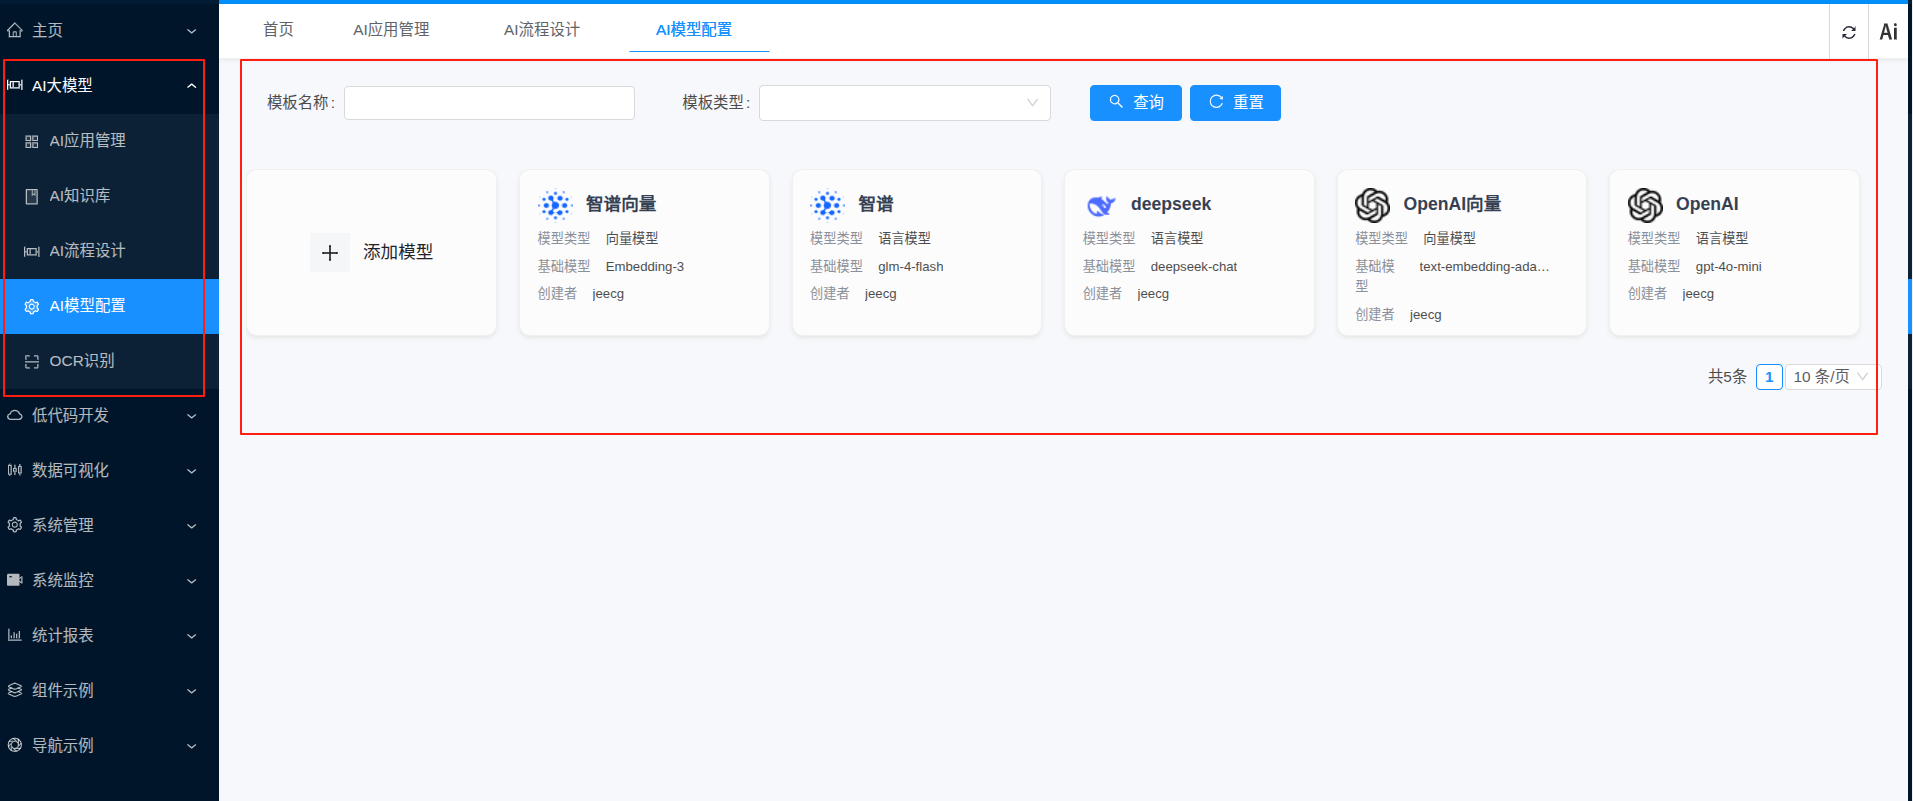 主页
AI大模型
AI应用管理
AI知识库
AI流程设计
AI模型配置
OCR识别
低代码开发
数据可视化
系统管理
系统监控
统计报表
组件示例
导航示例
首页
AI应用管理
AI流程设计
AI模型配置
Ai
模板名称：
模板类型：
查询
重置
添加模型
智谱向量
模型类型 向量模型
基础模型 Embedding-3
创建者 jeecg
智谱
模型类型 语言模型
基础模型 glm-4-flash
创建者 jeecg
deepseek
模型类型 语言模型
基础模型 deepseek-chat
创建者 jeecg
OpenAI向量
模型类型 向量模型
基础模型 text-embedding-ada…
创建者 jeecg
OpenAI
模型类型 语言模型
基础模型 gpt-4o-mini
创建者 jeecg
共5条 1 10 条/页